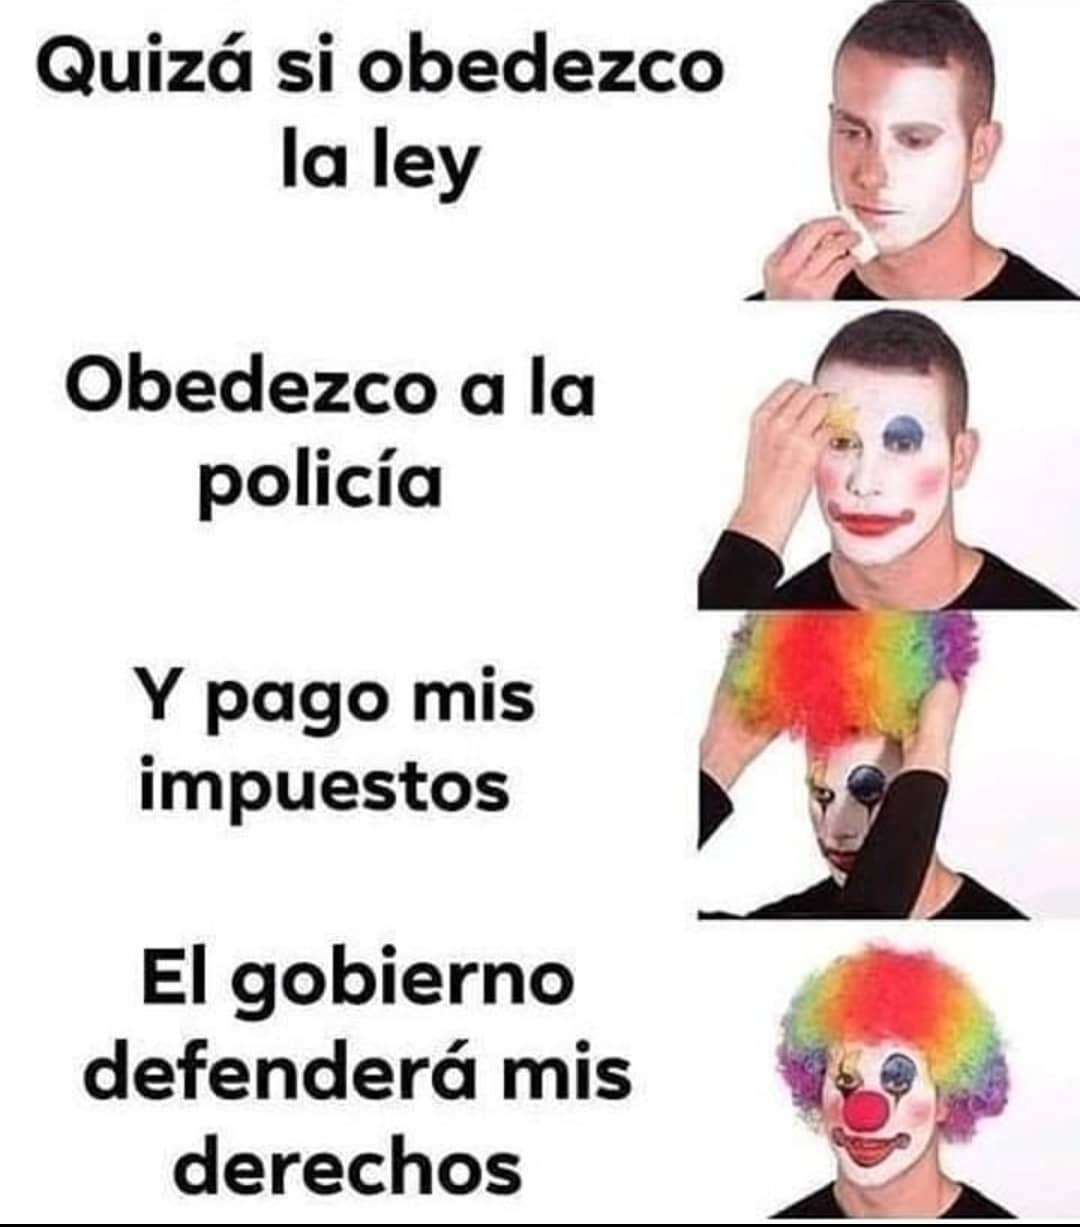 Quizá si obedezco
la ley
Obedezco a la
policía
Y pago mis
impuestos
El gobierno
defenderá mis
derechos